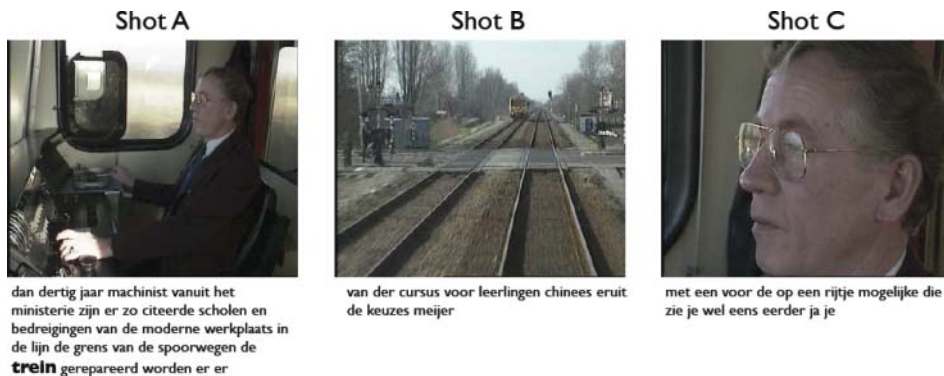 Shot A
dan dertig jaar machinist vanuit het
ministerie zijn er zo citeerde scholen en
bedreigingen van de moderne werkplaats in
de lijn de grens van de spoorwegen de
trein gerepareerd worden er er
Shot B
van der cursus voor leerlingen chinees eruit
de keuzes meijer
Shot C
met een voor de op een rijtje mogelijke die
zie je wel eens eerder ja je